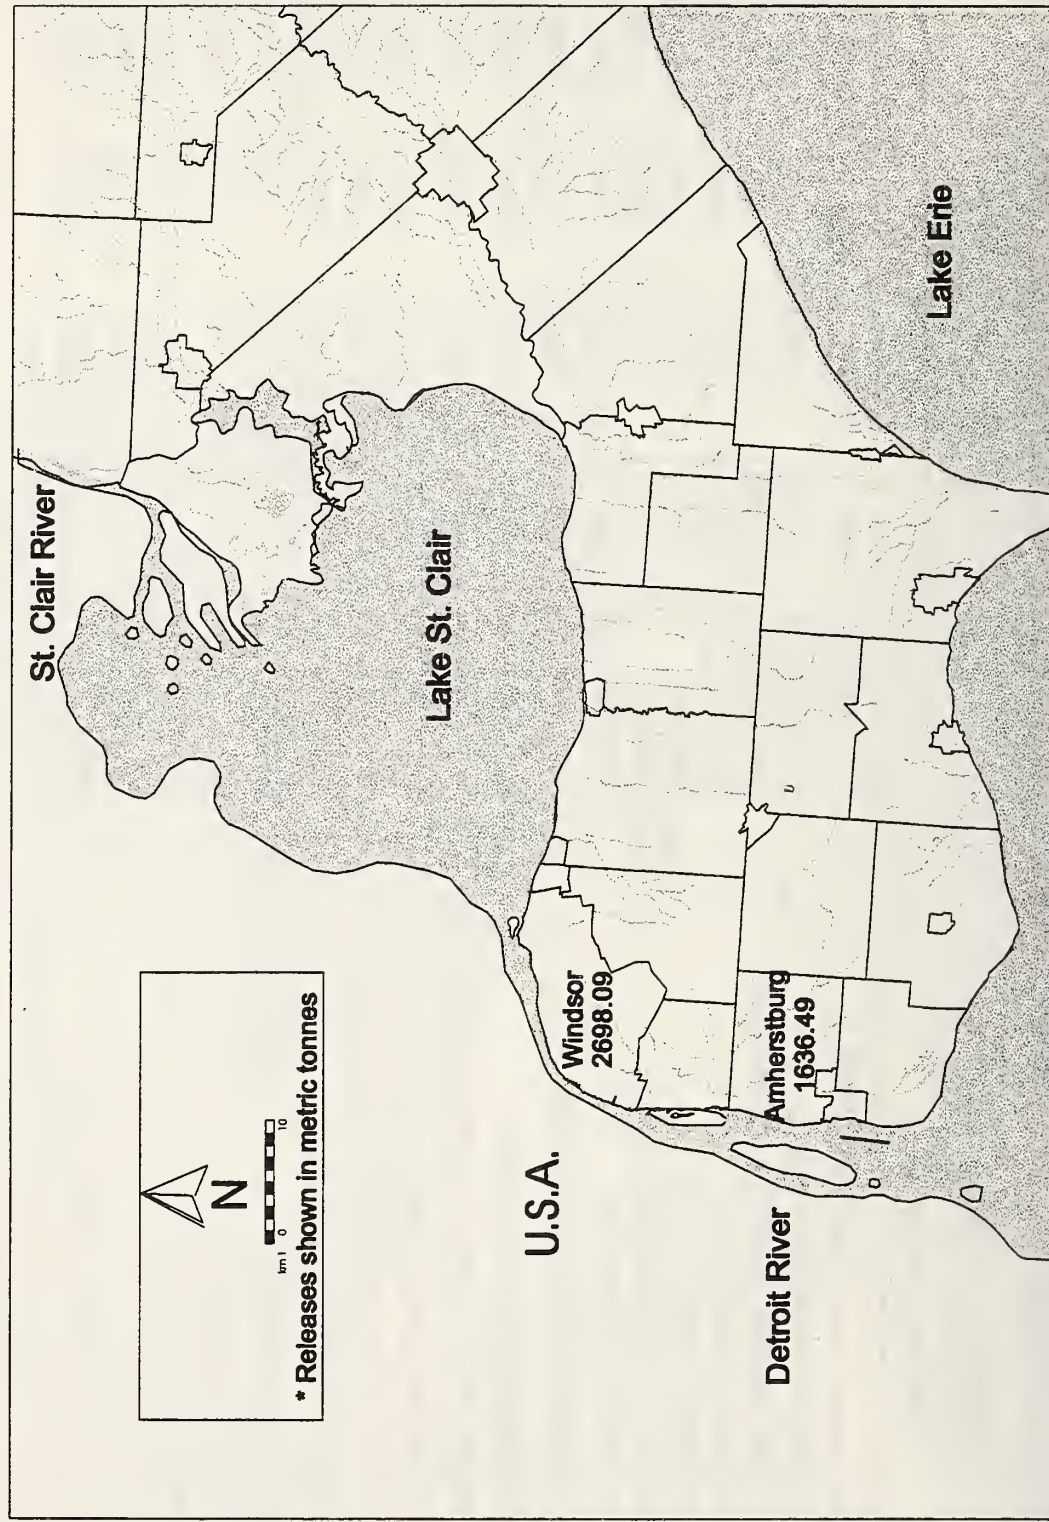 St. Clair River
Lake St. Clair
Lake Erie
Windsor
2698.09
Amherstburg
1636.49
U.S.A.
Detroit River
N
km 0 10
* Releases shown in metric tonnes